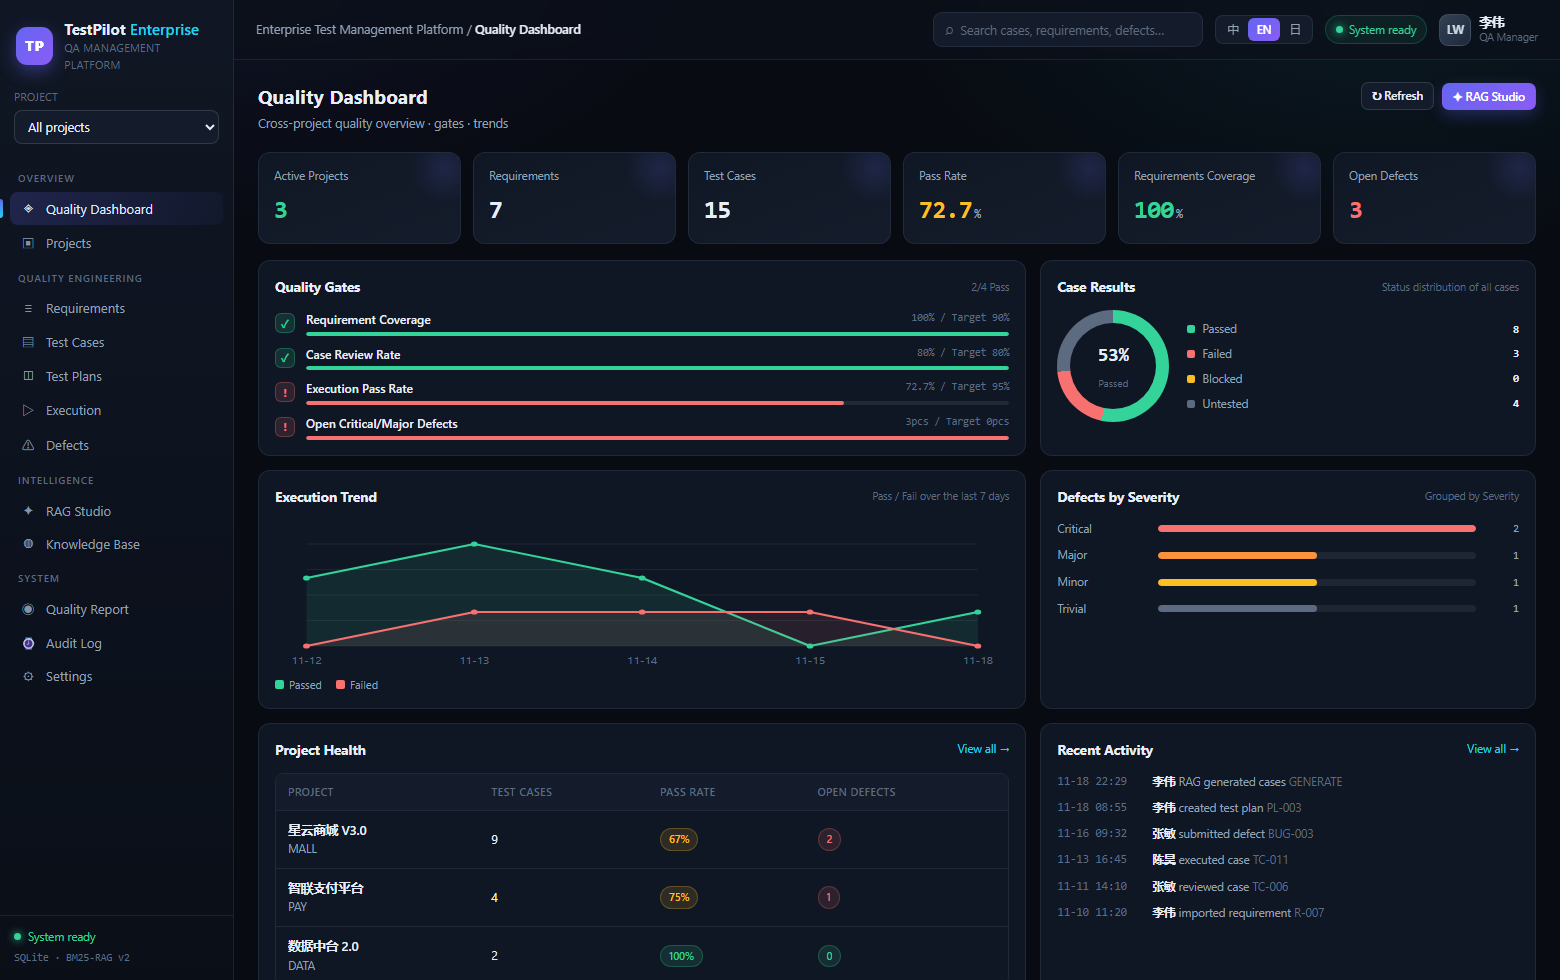 TP
TestPilot Enterprise
QA MANAGEMENT
PLATFORM
PROJECT
All projects
OVERVIEW
Quality Dashboard
Projects
QUALITY ENGINEERING
Requirements
Test Cases
Test Plans
Execution
Defects
INTELLIGENCE
RAG Studio
Knowledge Base
SYSTEM
Quality Report
Audit Log
Settings
System ready
SQLite · BM25-RAG v2
Enterprise Test Management Platform / Quality Dashboard
Search cases, requirements, defects...
中 EN 日
System ready
LW
李伟
QA Manager
Quality Dashboard
Cross-project quality overview · gates · trends
↻ Refresh
✦ RAG Studio
Active Projects
3
Requirements
7
Test Cases
15
Pass Rate
72.7%
Requirements Coverage
100%
Open Defects
3
Quality Gates
2/4 Pass
✓ Requirement Coverage 100% / Target 90%
✓ Case Review Rate 80% / Target 80%
! Execution Pass Rate 72.7% / Target 95%
! Open Critical/Major Defects 3pcs / Target 0pcs
Case Results
Status distribution of all cases
53%
Passed
Passed 8
Failed 3
Blocked 0
Untested 4
Execution Trend
Pass / Fail over the last 7 days
11-12 11-13 11-14 11-15 11-18
Passed Failed
Defects by Severity
Grouped by Severity
Critical 2
Major 1
Minor 1
Trivial 1
Project Health
View all →
PROJECT TEST CASES PASS RATE OPEN DEFECTS
星云商城 V3.0
MALL
9 67% 2
智联支付平台
PAY
4 75% 1
数据中台 2.0
DATA
2 100% 0
Recent Activity
View all →
11-18 22:29 李伟 RAG generated cases GENERATE
11-18 08:55 李伟 created test plan PL-003
11-16 09:32 张敏 submitted defect BUG-003
11-13 16:45 陈昊 executed case TC-011
11-11 14:10 张敏 reviewed case TC-006
11-10 11:20 李伟 imported requirement R-007